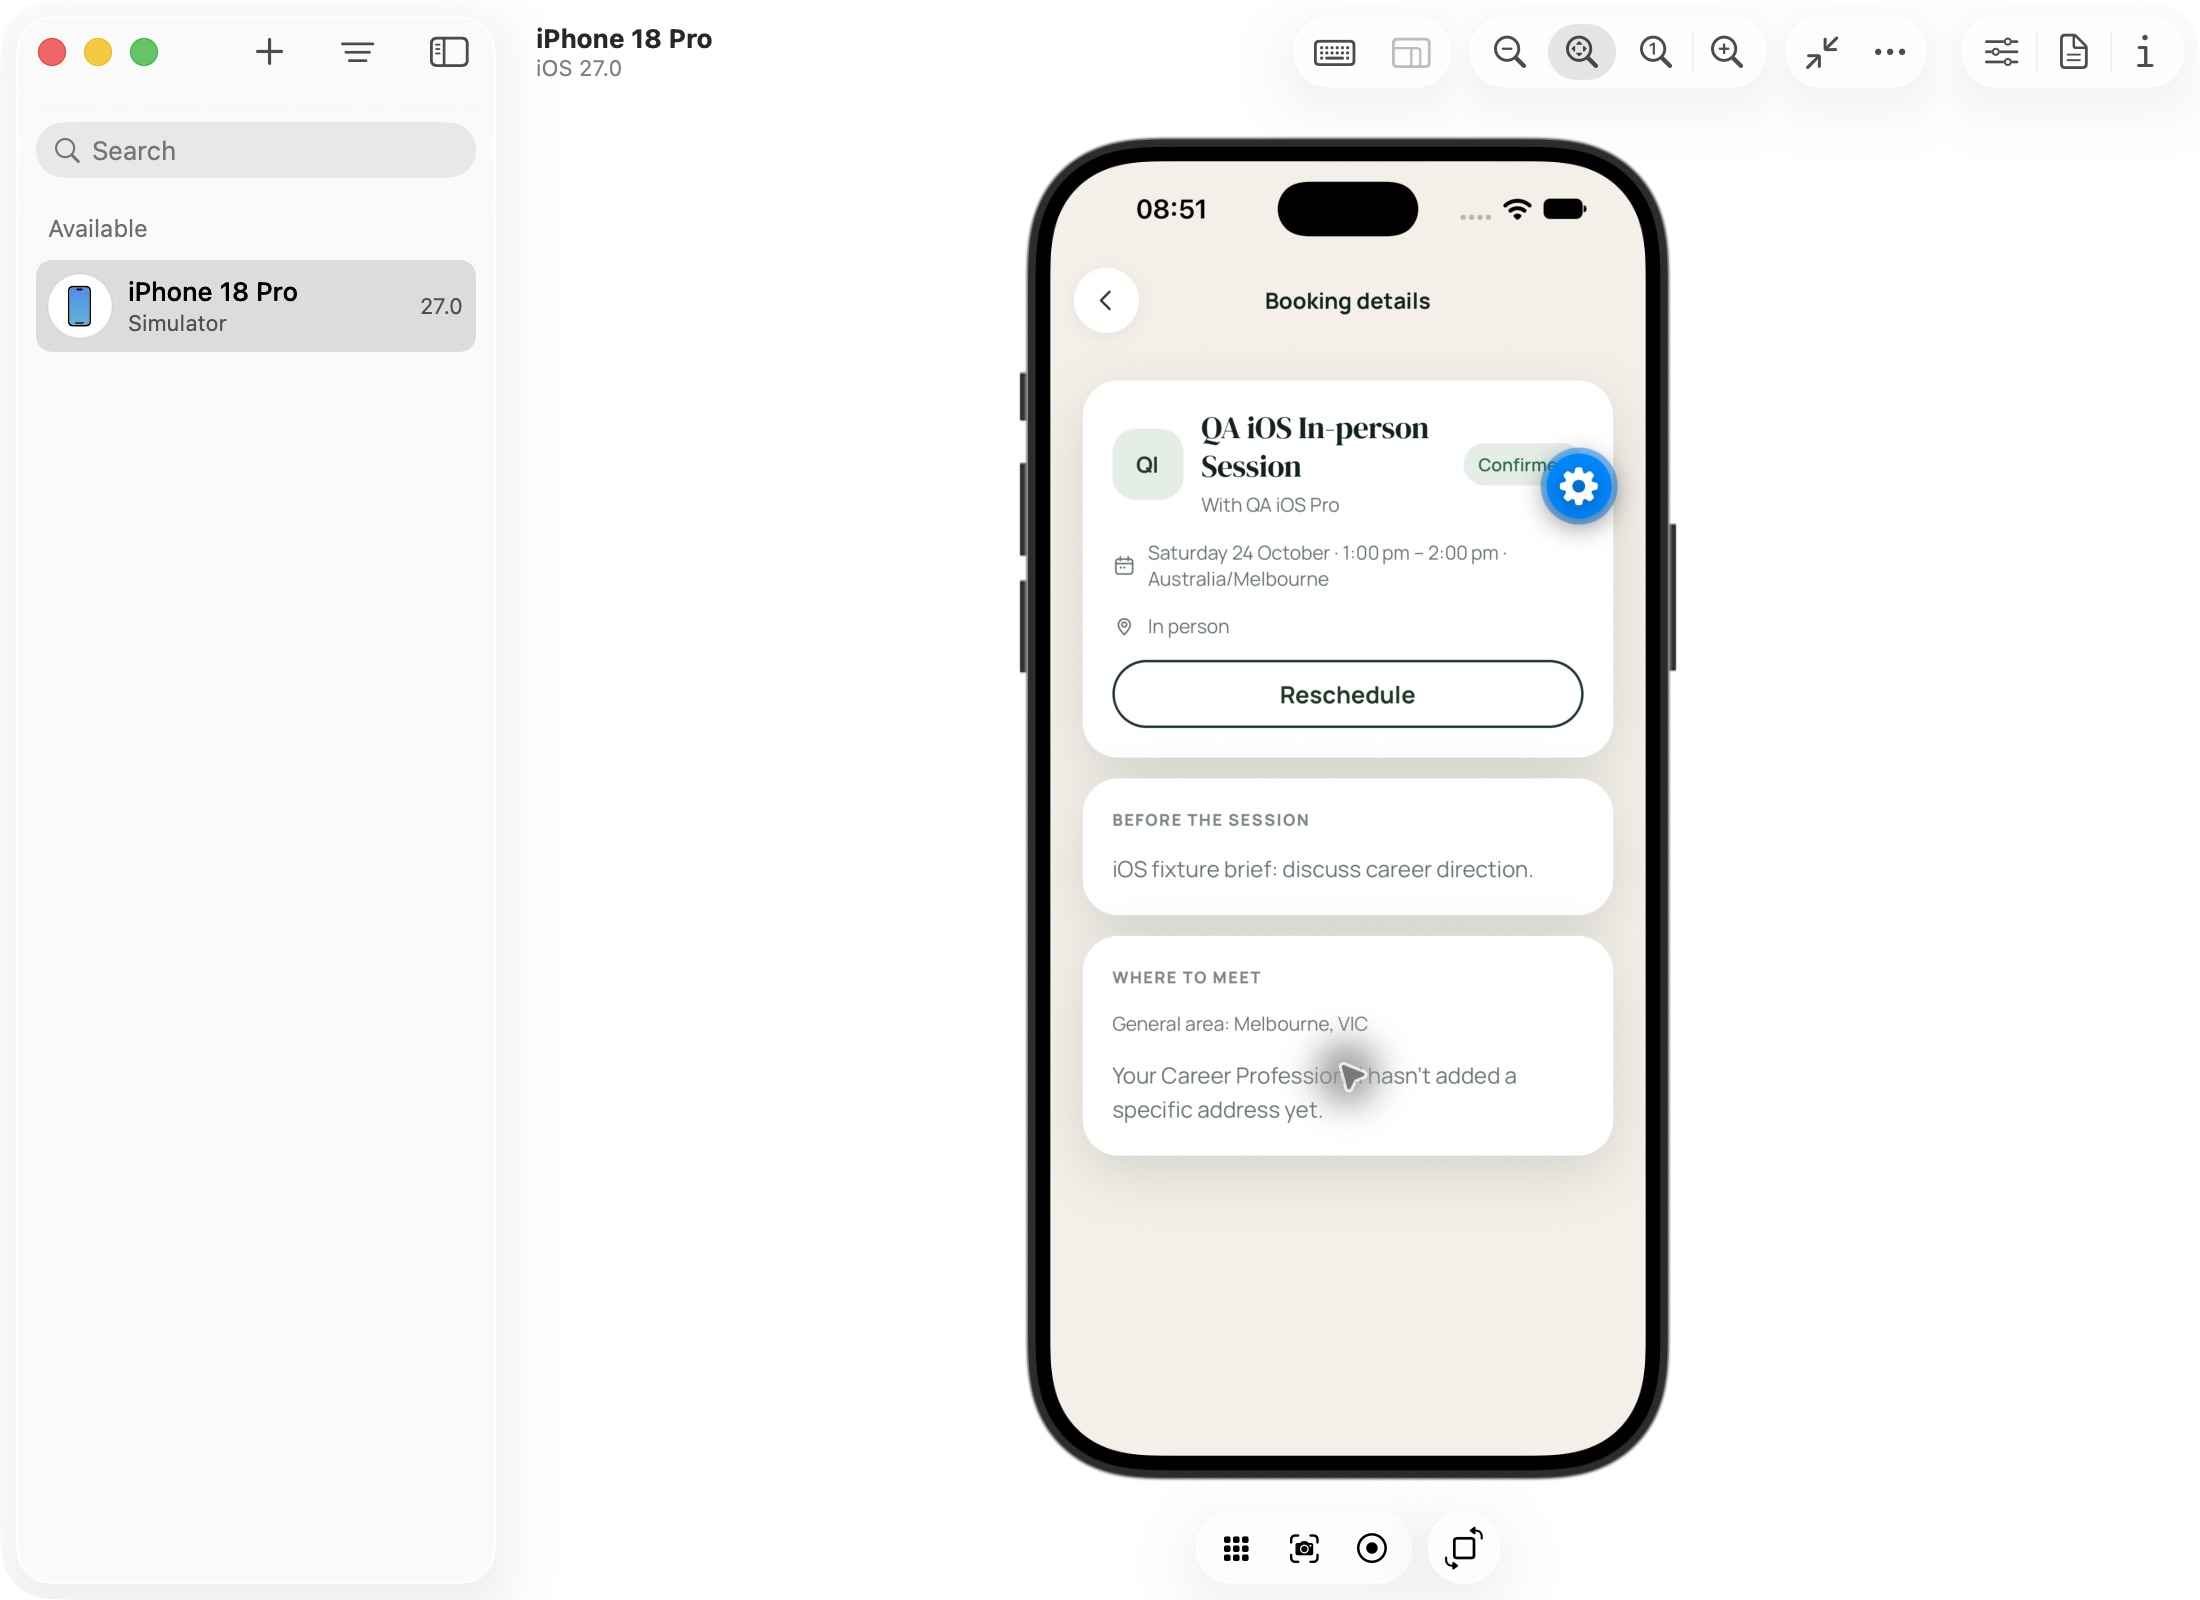 iPhone 18 Pro
iOS 27.0
Search
Available
iPhone 18 Pro
Simulator
27.0
08:51
Booking details
QI
QA iOS In-person
Session
With QA iOS Pro
Saturday 24 October · 1:00 pm – 2:00 pm ·
Australia/Melbourne
In person
Reschedule
BEFORE THE SESSION
iOS fixture brief: discuss career direction.
WHERE TO MEET
General area: Melbourne, VIC
Your Career hasn't added a
specific address yet.